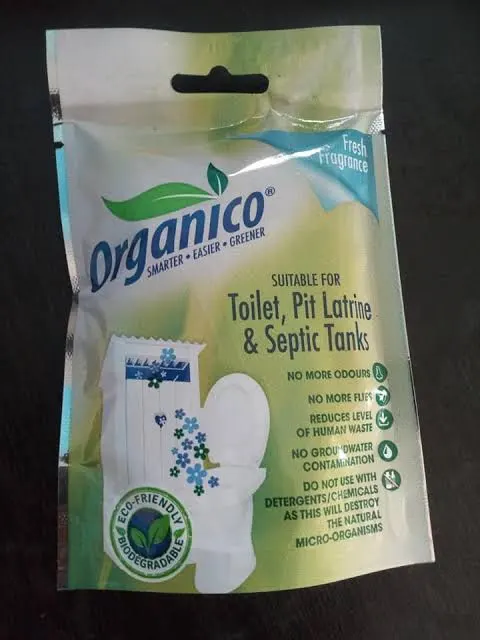 Fresh
Fragrance
Organico®
SMARTER • EASIER • GREENER
SUITABLE FOR
Toilet, Pit Latrine
& Septic Tanks
NO MORE ODOURS
NO MORE FLIES
REDUCES LEVEL
OF HUMAN WASTE
NO GROUNDWATER
CONTAMINATION
DO NOT USE WITH
DETERGENTS/CHEMICALS
AS THIS WILL DESTROY
THE NATURAL
MICRO-ORGANISMS
ECO-FRIENDLY
BIODEGRADABLE